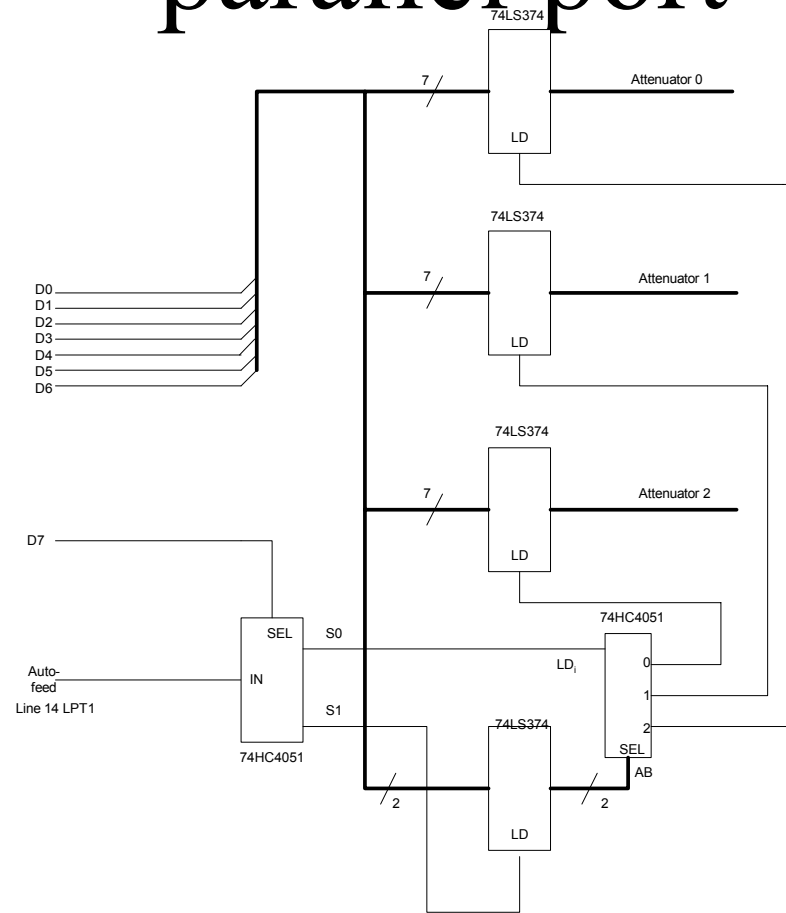 parallel port
74LS374
7
Attenuator 0
LD
74LS374
7
Attenuator 1
LD
D0
D1
D2
D3
D4
D5
D6
74LS374
7
Attenuator 2
LD
D7
74HC4051
SEL
S0
LDi
0
Auto-
feed
IN
1
Line 14 LPT1
S1
74LS374
2
SEL
74HC4051
AB
2
2
LD